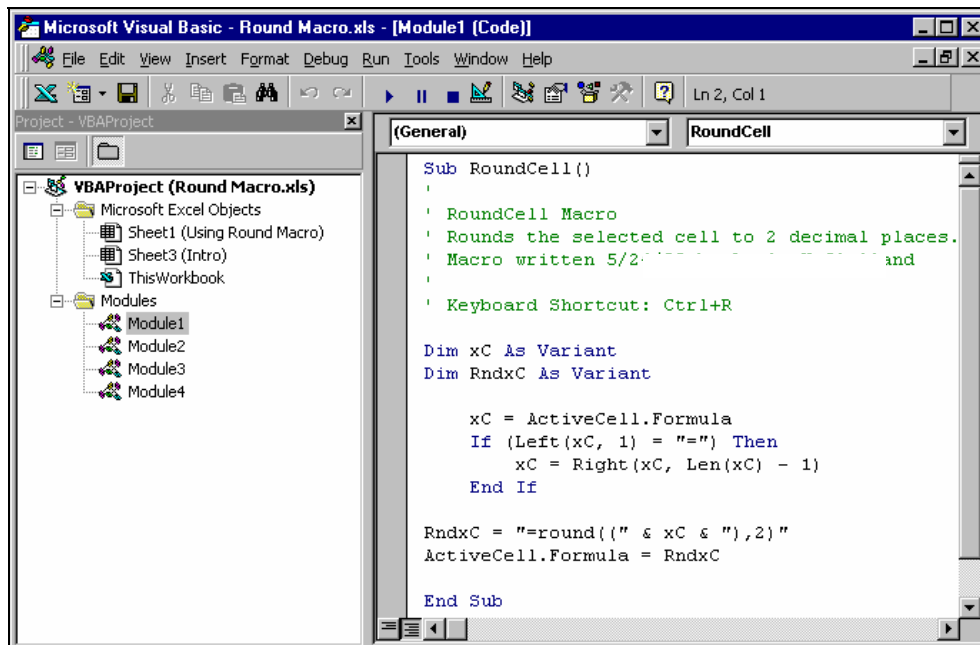 Microsoft Visual Basic - Round Macro.xls - [Module1 (Code)]
File Edit View Insert Format Debug Run Tools Window Help
Ln 2, Col 1
Project - VBAProject
(General)
RoundCell
VBAProject (Round Macro.xls)
Microsoft Excel Objects
Sheet1 (Using Round Macro)
Sheet3 (Intro)
ThisWorkbook
Modules
Module1
Module2
Module3
Module4
Sub RoundCell()
'
' RoundCell Macro
' Rounds the selected cell to 2 decimal places.
' Macro written
'
' Keyboard Shortcut: Ctrl+R
Dim xC As Variant
Dim RndxC As Variant
xC = ActiveCell.Formula
If (Left(xC, 1) = "=") Then
xC = Right(xC, Len(xC) - 1)
End If
RndxC = "=round((" & xC & "),2)"
ActiveCell.Formula = RndxC
End Sub